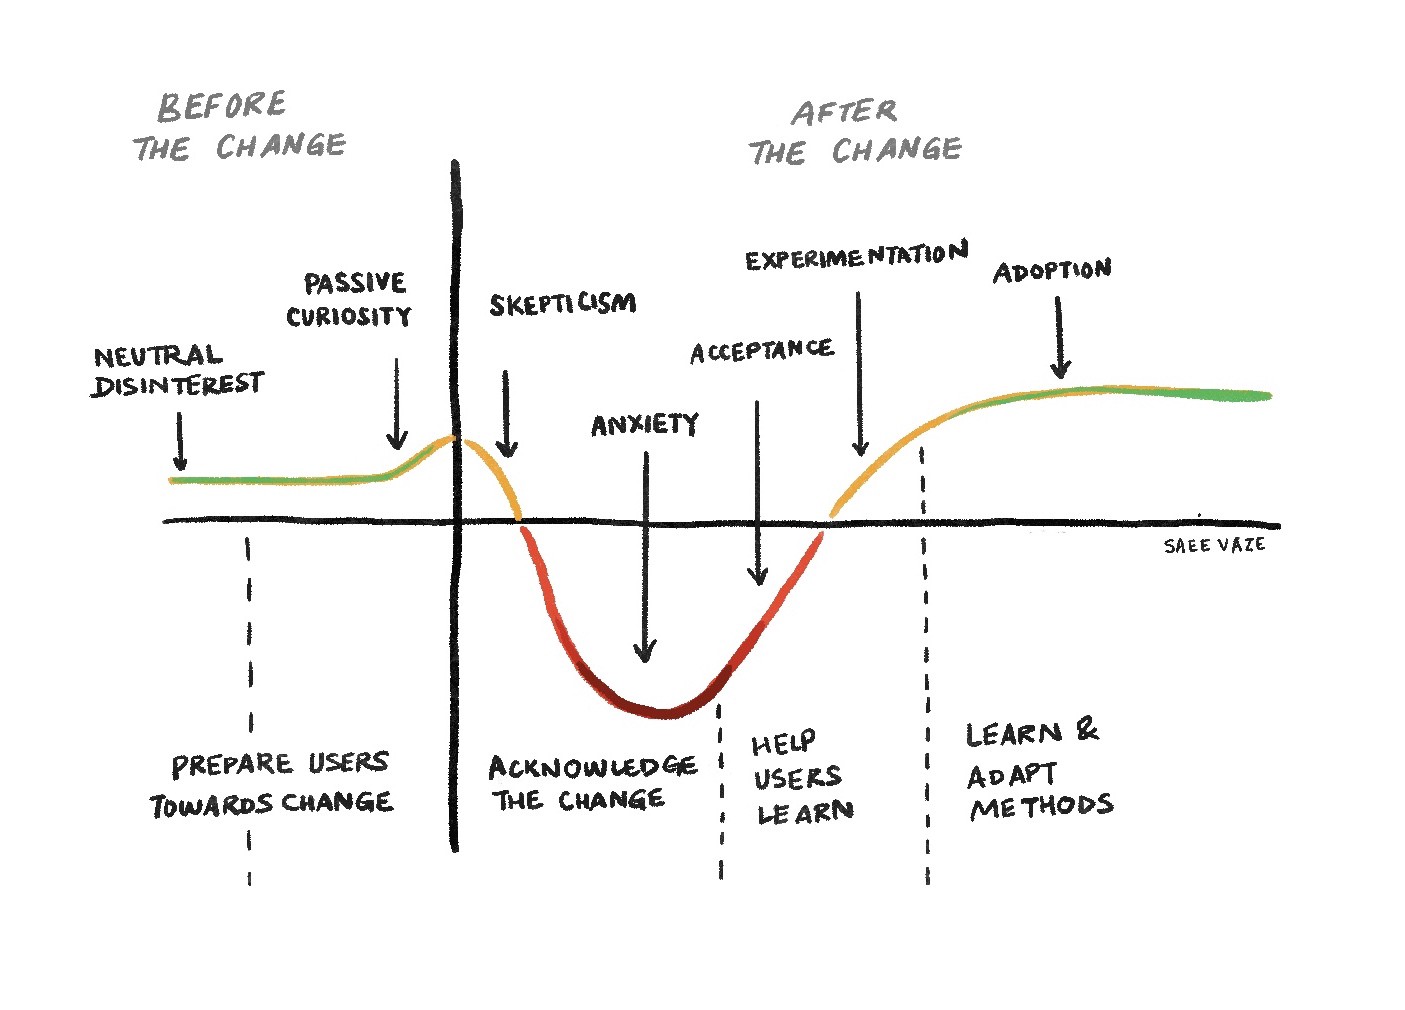 BEFORE
THE CHANGE
AFTER
THE CHANGE
NEUTRAL
DISINTEREST
PASSIVE
CURIOSITY
SKEPTICISM
ANXIETY
ACCEPTANCE
EXPERIMENTATION
ADOPTION
SAEE VAZE
PREPARE USERS
TOWARDS CHANGE
ACKNOWLEDGE
THE CHANGE
HELP
USERS
LEARN
LEARN &
ADAPT
METHODS